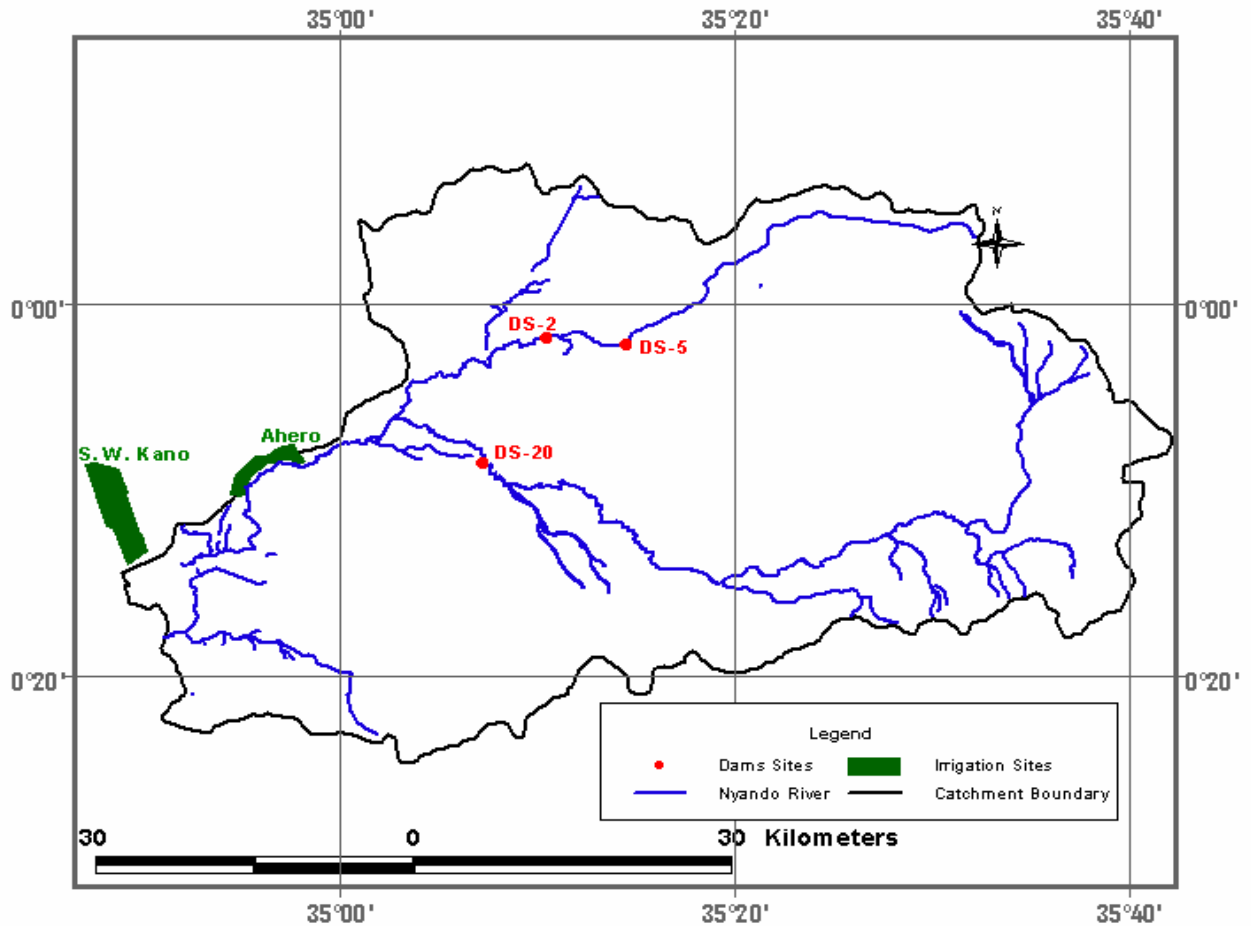 35°00' 35°20' 35°40'
N
0°00' 0°00'
DS-2
DS-5
Ahero
S. W. Kano
DS-20
0°20' 0°20'
Legend
Dams Sites Irrigation Sites
Nyando River Catchment Boundary
30 0 30 Kilometers
35°00' 35°20' 35°40'